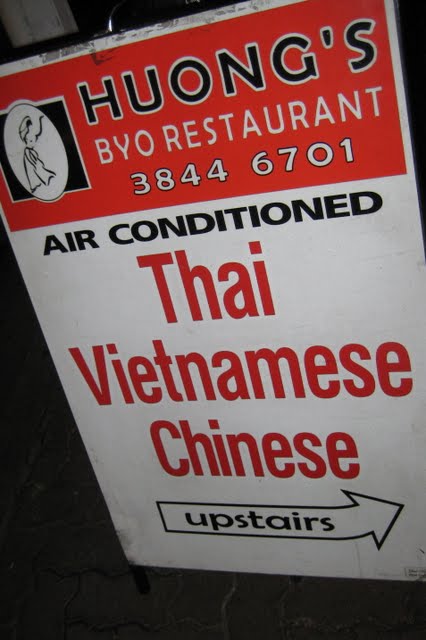 HUONG'S
BYO RESTAURANT
3844 6701
AIR CONDITIONED
Thai
Vietnamese
Chinese
upstairs